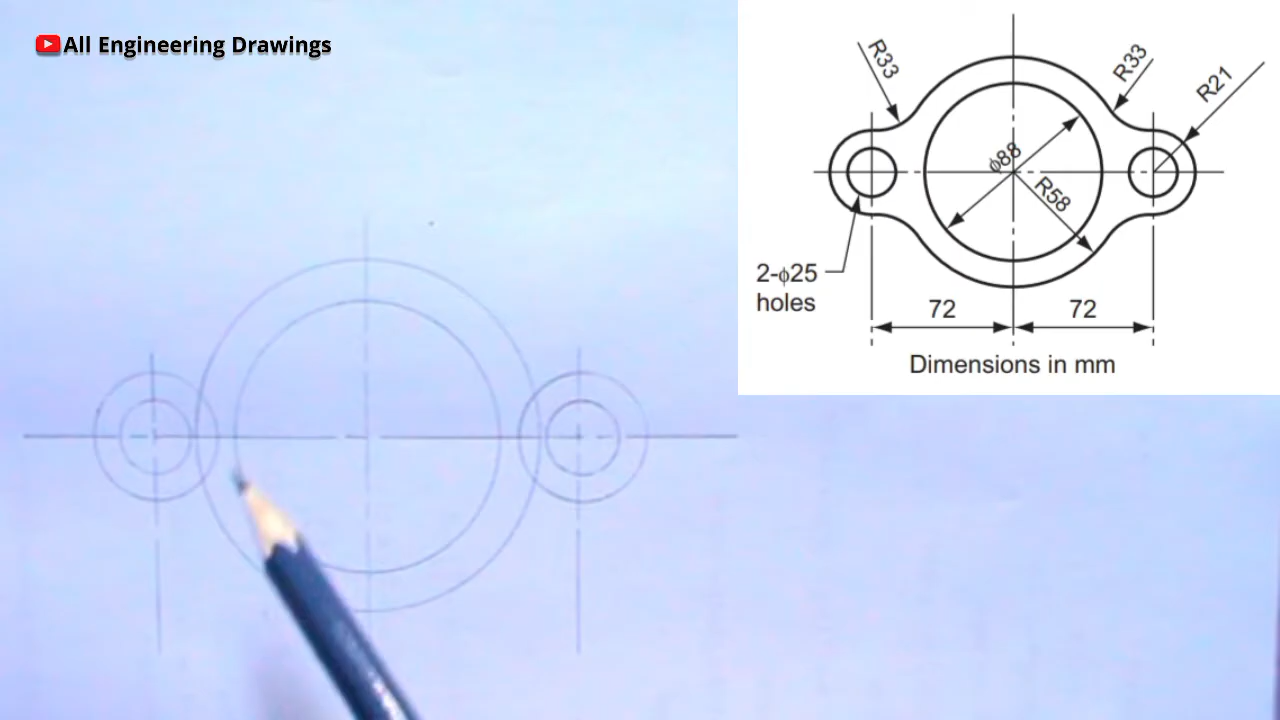 All Engineering Drawings
R33
R33
R21
ϕ88
R58
2-ϕ25
holes
72
72
Dimensions in mm